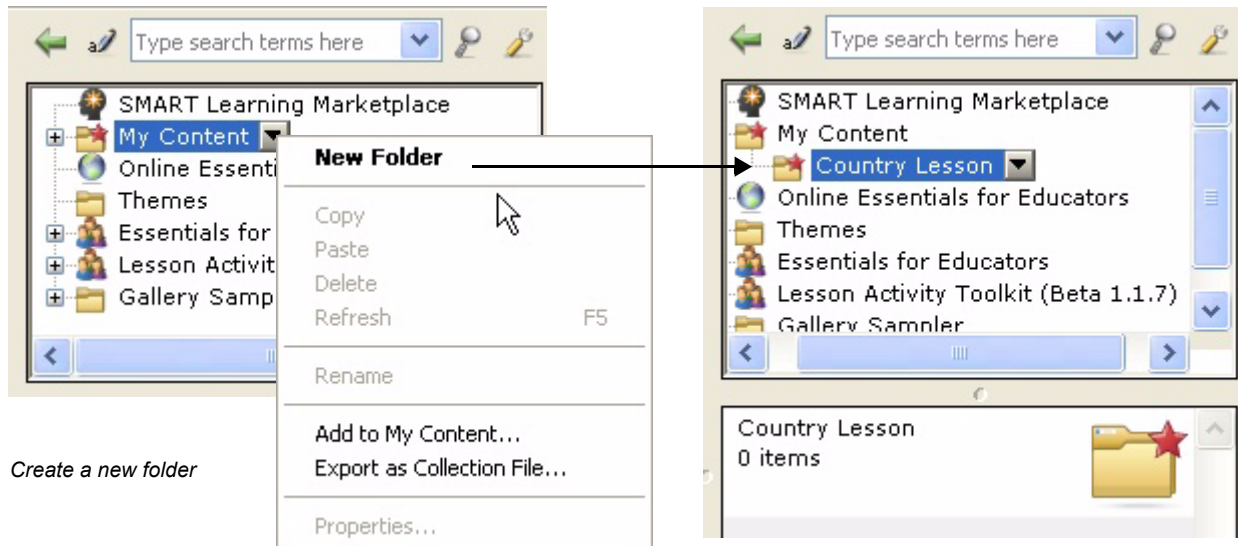 Type search terms here
SMART Learning Marketplace
My Content
Online Essenti
Themes
Essentials for
Lesson Activit
Gallery Samp
New Folder
Copy
Paste
Delete
Refresh F5
Rename
Add to My Content...
Export as Collection File...
Properties...
Create a new folder
Type search terms here
SMART Learning Marketplace
My Content
Country Lesson
Online Essentials for Educators
Themes
Essentials for Educators
Lesson Activity Toolkit (Beta 1.1.7)
Gallery Sampler
Country Lesson
0 items